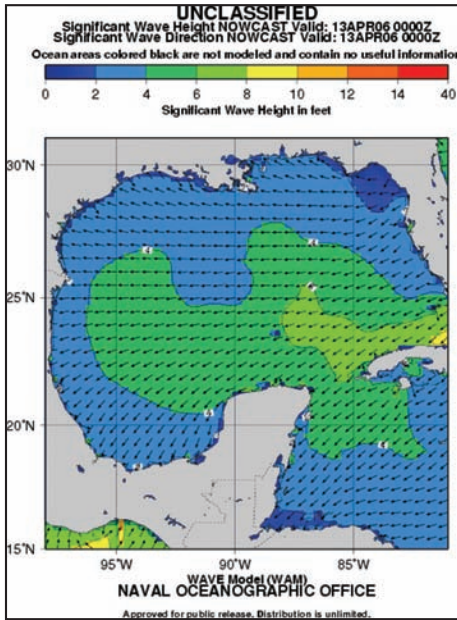 UNCLASSIFIED
Significant Wave Height NOWCAST Valid: 13APR06 0000Z
Significant Wave Direction NOWCAST Valid: 13APR06 0000Z
Ocean areas colored black are not modeled and contain no useful information
0 2 4 6 8 10 12 14 40
Significant Wave Height in feet
30°N
25°N
20°N
15°N
95°W 90°W 85°W
WAVE Model (WAM)
NAVAL OCEANOGRAPHIC OFFICE
Approved for public release. Distribution is unlimited.